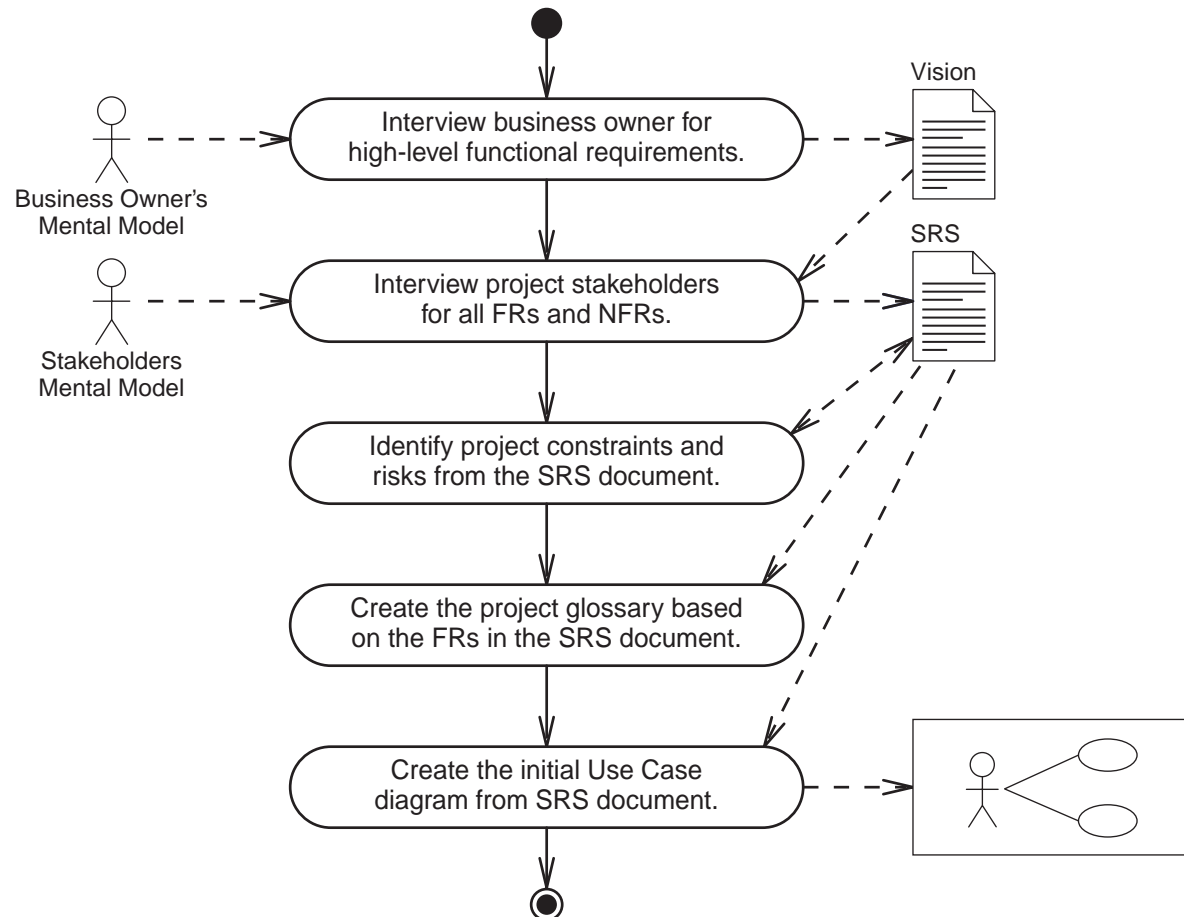 Vision
Interview business owner for
high-level functional requirements.
Business Owner’s
Mental Model
SRS
Interview project stakeholders
for all FRs and NFRs.
Stakeholders
Mental Model
Identify project constraints and
risks from the SRS document.
Create the project glossary based
on the FRs in the SRS document.
Create the initial Use Case
diagram from SRS document.